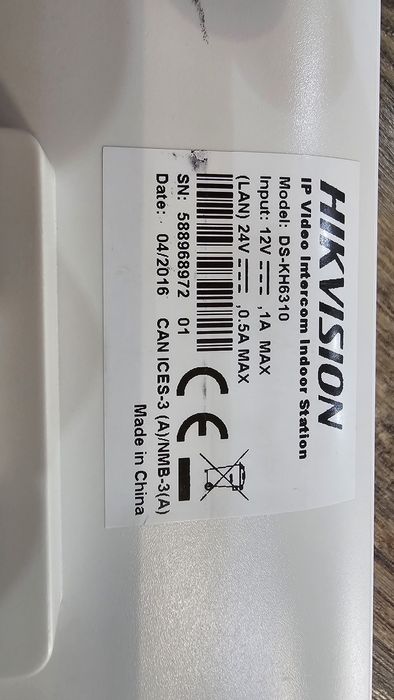 HIKVISION
IP Video Intercom Indoor Station
Model: DS-KH6310
Input: 12V ⎓ ,1A MAX
(LAN) 24V ⎓ ,0.5A MAX
SN: 588968972 01
Date: 04/2016 CAN ICES-3 (A)/NMB-3(A)
Made in China
CE